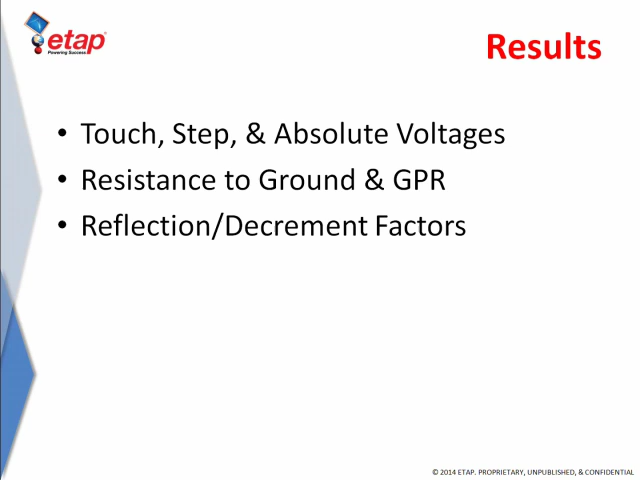 etap
Powering Success
Results
• Touch, Step, & Absolute Voltages
• Resistance to Ground & GPR
• Reflection/Decrement Factors
© 2014 ETAP. PROPRIETARY, UNPUBLISHED, & CONFIDENTIAL